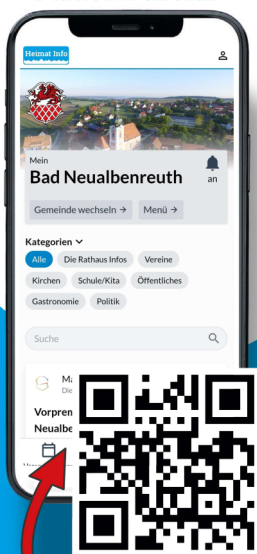 Heimat Info
Mein
Bad Neualbenreuth
an
Gemeinde wechseln →
Menü →
Kategorien
Alle
Die Rathaus Infos
Vereine
Kirchen
Schule/Kita
Öffentliches
Gastronomie
Politik
Suche
Die
Vorpren
Neualbe